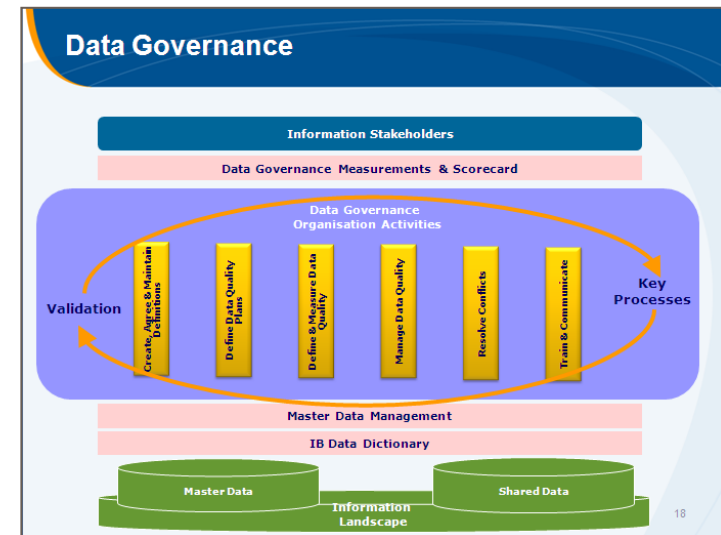 Data Governance
Information Stakeholders
Data Governance Measurements & Scorecard
Data Governance
Organisation Activities
Validation
Create, Agree & Maintain
Definitions
Define Data Quality
Plans
Define & Measure Data
Quality
Manage Data Quality
Resolve Conflicts
Train & Communicate
Key
Processes
Master Data Management
IB Data Dictionary
Master Data
Shared Data
Information
Landscape
18